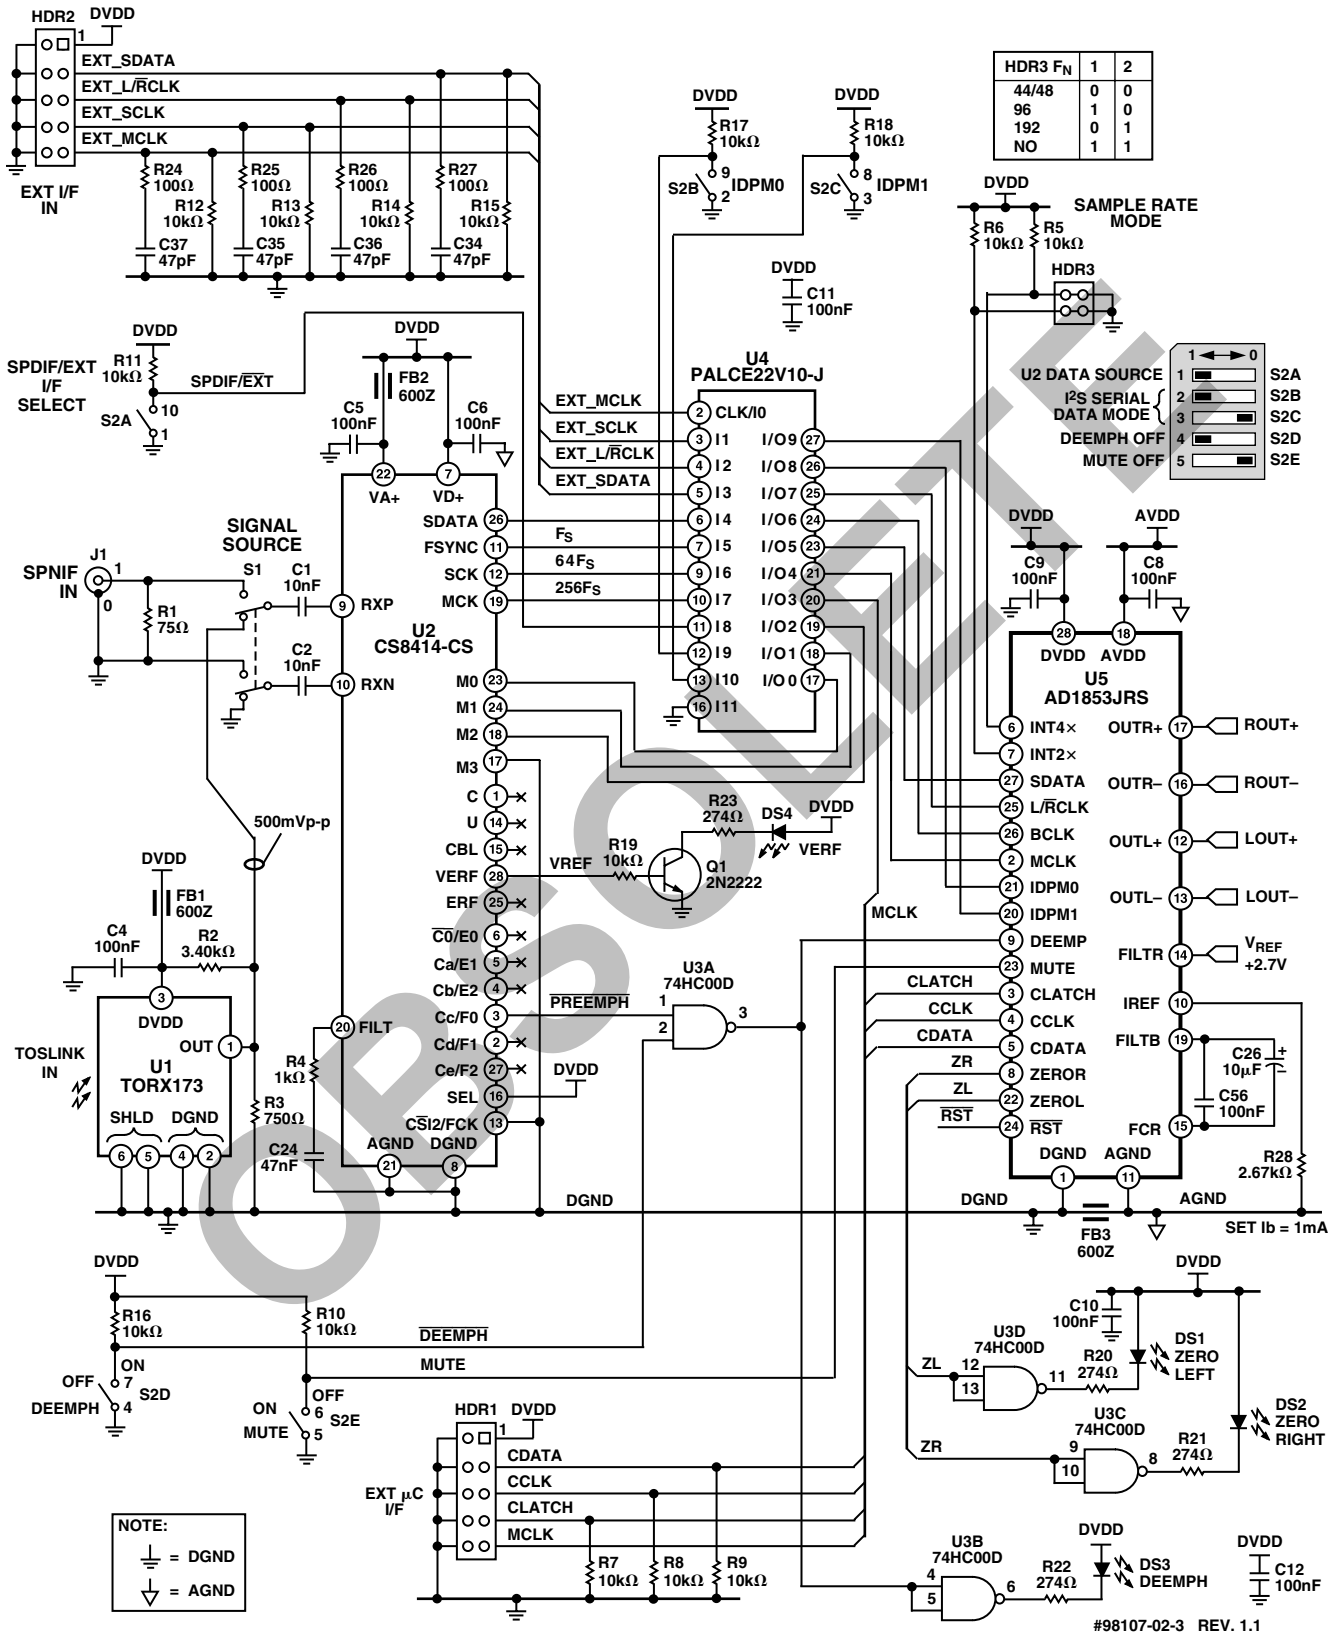 HDR2 DVDD
1
EXT_SDATA
EXT_L/R̅CLK
EXT_SCLK
EXT_MCLK
EXT I/F
IN
R24
100Ω
R25
100Ω
R26
100Ω
R27
100Ω
R12
10kΩ
R13
10kΩ
R14
10kΩ
R15
10kΩ
C37
47pF
C35
47pF
C36
47pF
C34
47pF
DVDD
R17
10kΩ
9
S2B
IDPM0
2
DVDD
R18
10kΩ
8
S2C
IDPM1
3
HDR3 FN 1 2
44/48 0 0
96 1 0
192 0 1
NO 1 1
DVDD
SAMPLE RATE
MODE
R6
10kΩ
R5
10kΩ
HDR3
DVDD
C11
100nF
1 0
U2 DATA SOURCE 1 S2A
I²S SERIAL
DATA MODE
2 S2B
3 S2C
DEEMPH OFF 4 S2D
MUTE OFF 5 S2E
SPDIF/EXT
I/F
SELECT
DVDD
R11
10kΩ
SPDIF/E̅X̅T̅
10
S2A
1
DVDD
FB2
600Z
C5
100nF
C6
100nF
22
VA+
7
VD+
U2
CS8414-CS
SDATA 26
FSYNC 11
SCK 12
MCK 19
FS
64FS
256FS
9 RXP
10 RXN
M0 23
M1 24
M2 18
M3 17
C 1
U 14
CBL 15
VERF 28
ERF 25
C̅0̅/E0 6
Ca/E1 5
Cb/E2 4
Cc/F0 3
Cd/F1 2
Ce/F2 27
SEL 16
C̅S̅I2/FCK 13
20 FILT
AGND
21
DGND
8
DVDD
SIGNAL
SOURCE
SPNIF
IN
J1
1
0
R1
75Ω
S1
C1
10nF
C2
10nF
500mVp-p
DVDD
FB1
600Z
C4
100nF
R2
3.40kΩ
3
DVDD
OUT 1
TOSLINK
IN
U1
TORX173
SHLD DGND
6 5 4 2
R3
750Ω
R4
1kΩ
C24
47nF
U4
PALCE22V10-J
EXT_MCLK
EXT_SCLK
EXT_L/R̅CLK
EXT_SDATA
2 CLK/I0
3 I1
4 I2
5 I3
6 I4
7 I5
9 I6
10 I7
11 I8
12 I9
13 I10
16 I11
I/O9 27
I/O8 26
I/O7 25
I/O6 24
I/O5 23
I/O4 21
I/O3 20
I/O2 19
I/O1 18
I/O 0 17
VREF
R19
10kΩ
Q1
2N2222
R23
274Ω
DS4
VERF
DVDD
P̅R̅E̅E̅M̅P̅H̅
U3A
74HC00D
1
2
3
MCLK
CLATCH
CCLK
CDATA
ZR
ZL
R̅S̅T̅
DVDD
C9
100nF
AVDD
C8
100nF
28
DVDD
18
AVDD
U5
AD1853JRS
6 INT4×
7 INT2×
27 SDATA
25 L/R̅CLK
26 BCLK
2 MCLK
21 IDPM0
20 IDPM1
9 DEEMP
23 MUTE
3 CLATCH
4 CCLK
5 CDATA
8 ZEROR
22 ZEROL
24 R̅S̅T̅
OUTR+ 17 ROUT+
OUTR− 16 ROUT−
OUTL+ 12 LOUT+
OUTL− 13 LOUT−
FILTR 14 VREF
+2.7V
IREF 10
FILTB 19
FCR 15
C26
10µF
+
−
C56
100nF
R28
2.67kΩ
DGND
1
AGND
11
DGND
DGND
AGND
FB3
600Z
SET Ib = 1mA
DVDD
R16
10kΩ
ON
7
OFF
S2D
DEEMPH 4
R10
10kΩ
OFF
ON
6
S2E
MUTE 5
D̅E̅E̅M̅P̅H̅
MUTE
HDR1 DVDD
1
CDATA
CCLK
CLATCH
MCLK
EXT µC
I/F
R7
10kΩ
R8
10kΩ
R9
10kΩ
DVDD
C10
100nF
U3D
74HC00D
ZL 12
13
11
R20
274Ω
DS1
ZERO
LEFT
U3C
74HC00D
ZR 9
10
8
R21
274Ω
DS2
ZERO
RIGHT
U3B
74HC00D
4
5
6
R22
274Ω
DVDD
DS3
DEEMPH
DVDD
C12
100nF
NOTE:
= DGND
= AGND
#98107-02-3 REV. 1.1
OBSOLETE